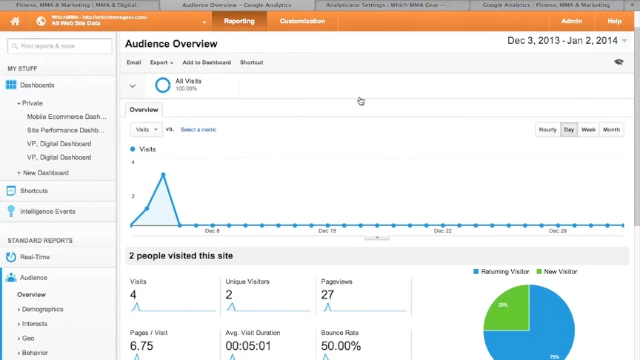 Fitness, MMA & Marketing | MMA & Digital...
Audience Overview – Google Analytics
Analyticator Settings ‹ Which MMA Gear —...
Fitness, MMA & Marketing | Google Analytics
All Web Site Data
Reporting
Customization
Admin
Help
Find reports & more
MY STUFF
Dashboards
Private
Mobile Ecommerce Dash...
Site Performance Dashb...
VP, Digital Dashboard
VP, Digital Dashboard
+ New Dashboard
Shortcuts
Intelligence Events
STANDARD REPORTS
Real-Time
Audience
Overview
Demographics
Interests
Geo
Behavior
Audience Overview
Dec 3, 2013 - Jan 2, 2014
Email
Export
Add to Dashboard
Shortcut
All Visits
100.00%
Overview
Visits
VS.
Select a metric
Hourly
Day
Week
Month
Visits
4
2
Dec 8
Dec 15
Dec 22
Dec 29
2 people visited this site
Visits
4
Unique Visitors
2
Pageviews
27
Pages / Visit
6.75
Avg. Visit Duration
00:05:01
Bounce Rate
50.00%
Returning Visitor
New Visitor
25%
75%